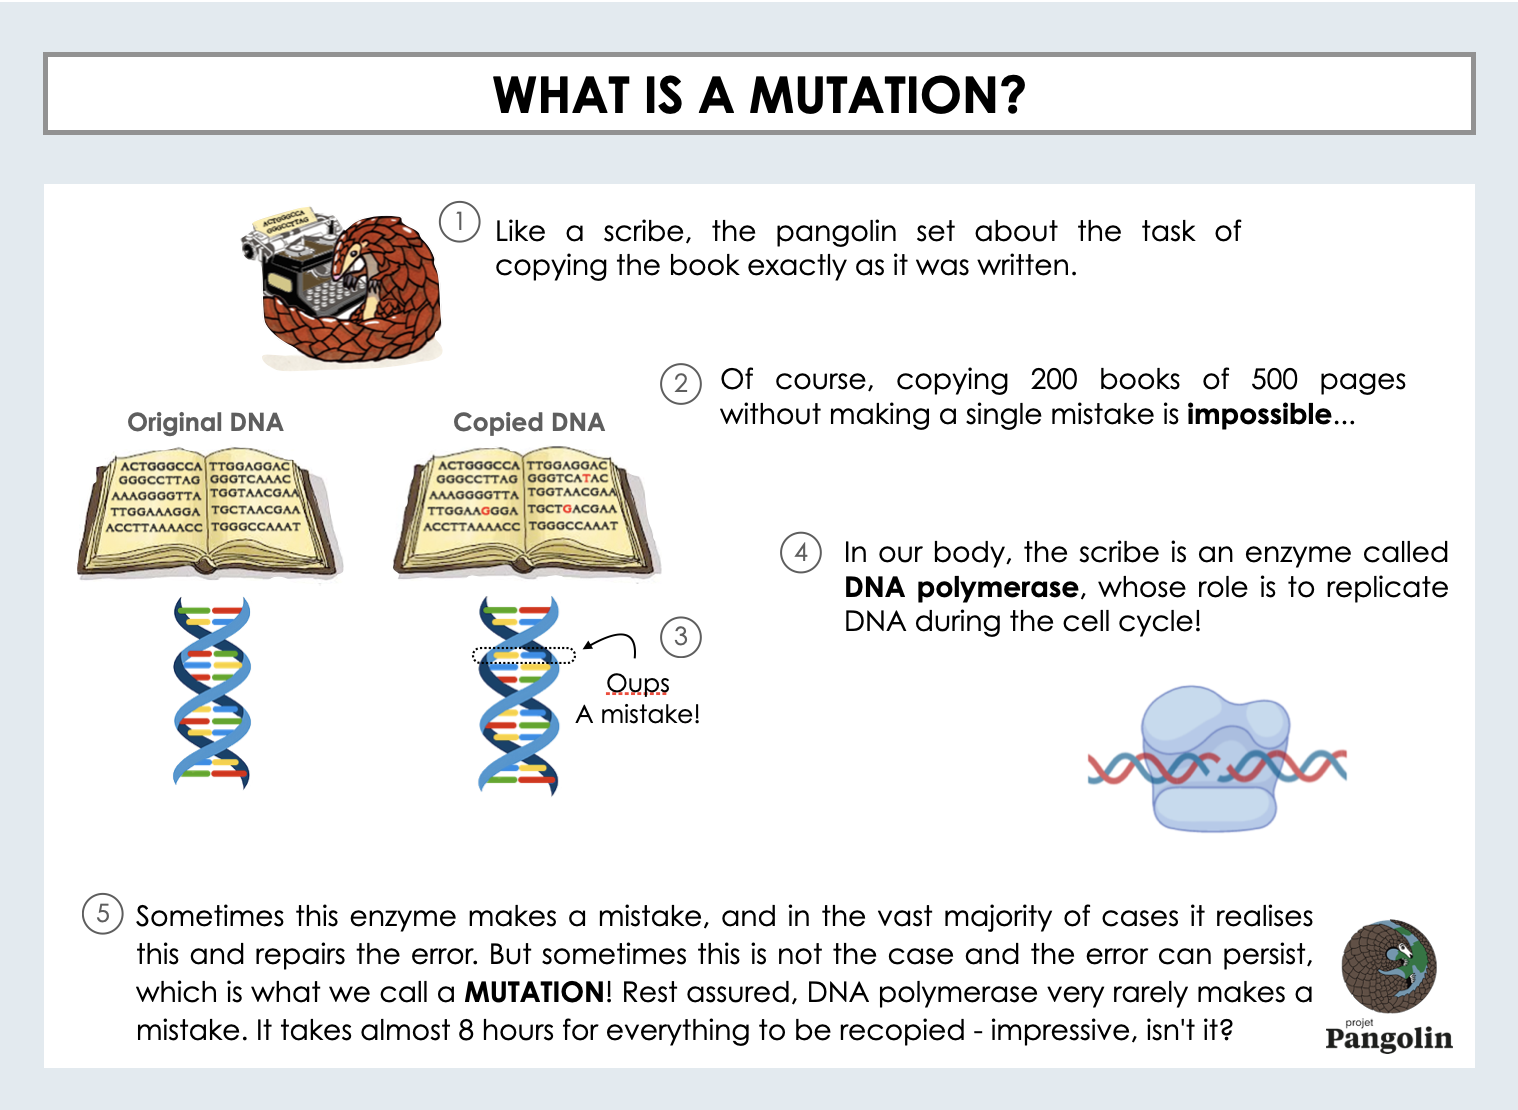 WHAT IS A MUTATION?
ACTGGGCCA
GGGCCTTAG
1
Like a scribe, the pangolin set about the task of
copying the book exactly as it was written.
2
Of course, copying 200 books of 500 pages
without making a single mistake is impossible...
Original DNA
ACTGGGCCA TTGGAGGAC
GGGCCTTAG GGGTCAAAC
AAAGGGGTTA TGGTAACGAA
TTGGAAAGGA TGCTAACGAA
ACCTTAAAACC TGGGCCAAAT
Copied DNA
ACTGGGCCA TTGGAGGAC
GGGCCTTAG GGGTCATAC
AAAGGGGTTA TGGTAACGAA
TTGGAAGGGA TGCTGACGAA
ACCTTAAAACC TGGGCCAAAT
3
Oups
A mistake!
4
In our body, the scribe is an enzyme called
DNA polymerase, whose role is to replicate
DNA during the cell cycle!
5
Sometimes this enzyme makes a mistake, and in the vast majority of cases it realises
this and repairs the error. But sometimes this is not the case and the error can persist,
which is what we call a MUTATION! Rest assured, DNA polymerase very rarely makes a
mistake. It takes almost 8 hours for everything to be recopied - impressive, isn't it?
projet
Pangolin